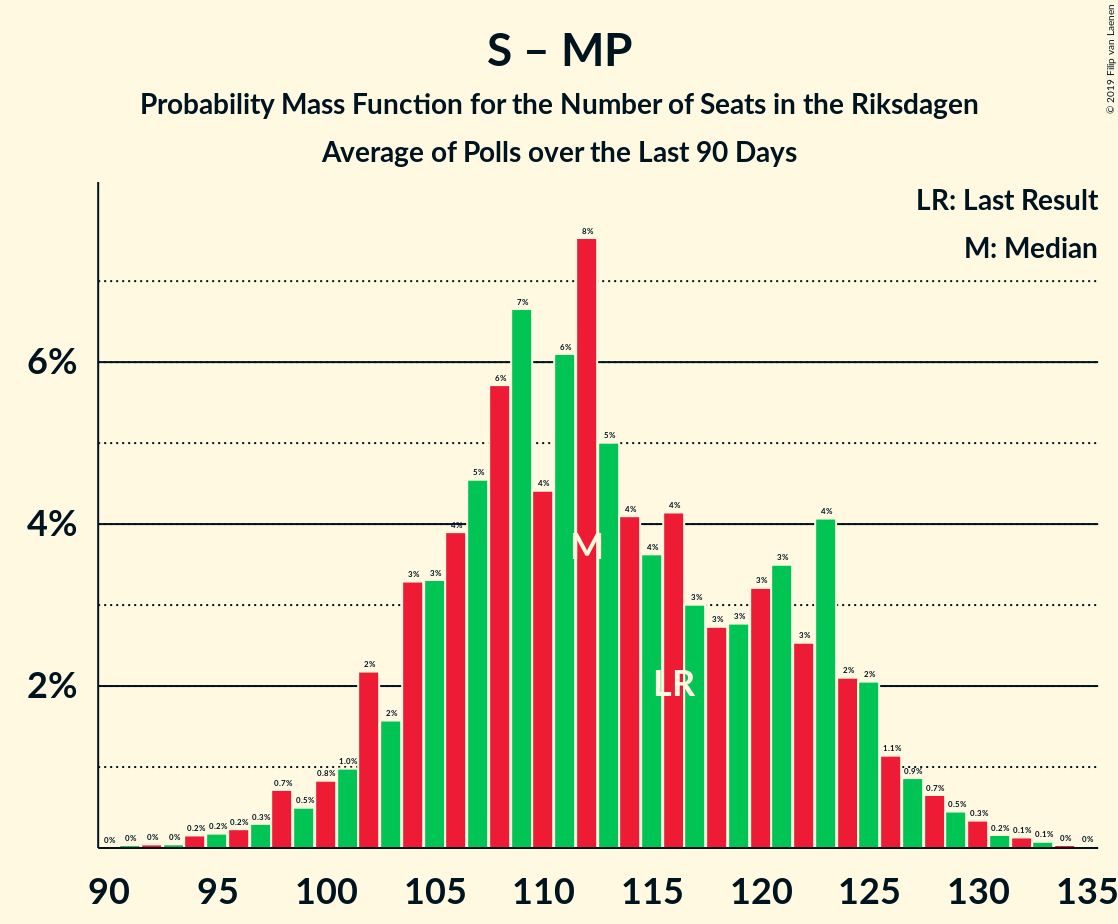 S – MP
Probability Mass Function for the Number of Seats in the Riksdagen
Average of Polls over the Last 90 Days
© 2019 Filip van Laenen
LR: Last Result
M: Median
6%
4%
2%
0% 0% 0% 0% 0.2% 0.2% 0.2% 0.3% 0.7% 0.5% 0.8% 1.0% 2% 2% 3% 3% 4% 5% 6% 7% 4% 6% 8% 5% 4% 4% 4% 3% 3% 3% 3% 3% 3% 4% 2% 2% 1.1% 0.9% 0.7% 0.5% 0.3% 0.2% 0.1% 0.1% 0% 0%
M
LR
90 95 100 105 110 115 120 125 130 135